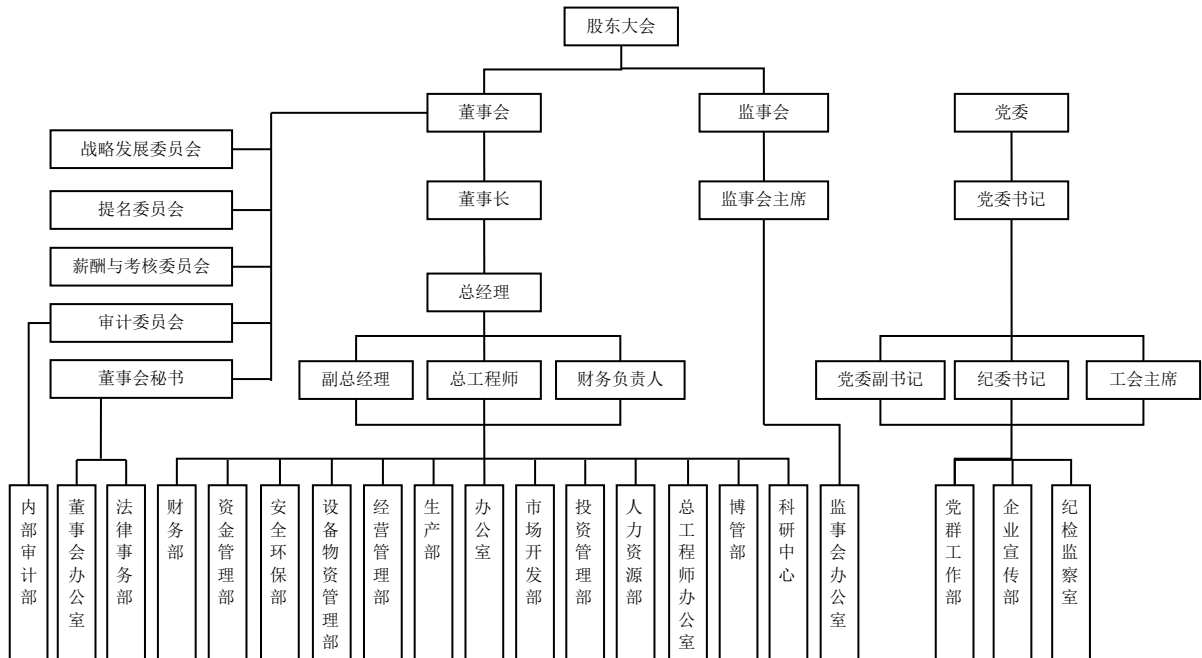 股东大会
董事会
监事会
党委
战略发展委员会
提名委员会
薪酬与考核委员会
审计委员会
董事会秘书
董事长
监事会主席
党委书记
总经理
副总经理
总工程师
财务负责人
党委副书记
纪委书记
工会主席
内部审计部
董事会办公室
法律事务部
财务部
资金管理部
安全环保部
设备物资管理部
经营管理部
生产部
办公室
市场开发部
投资管理部
人力资源部
总工程师办公室
博管部
科研中心
监事会办公室
党群工作部
企业宣传部
纪检监察室